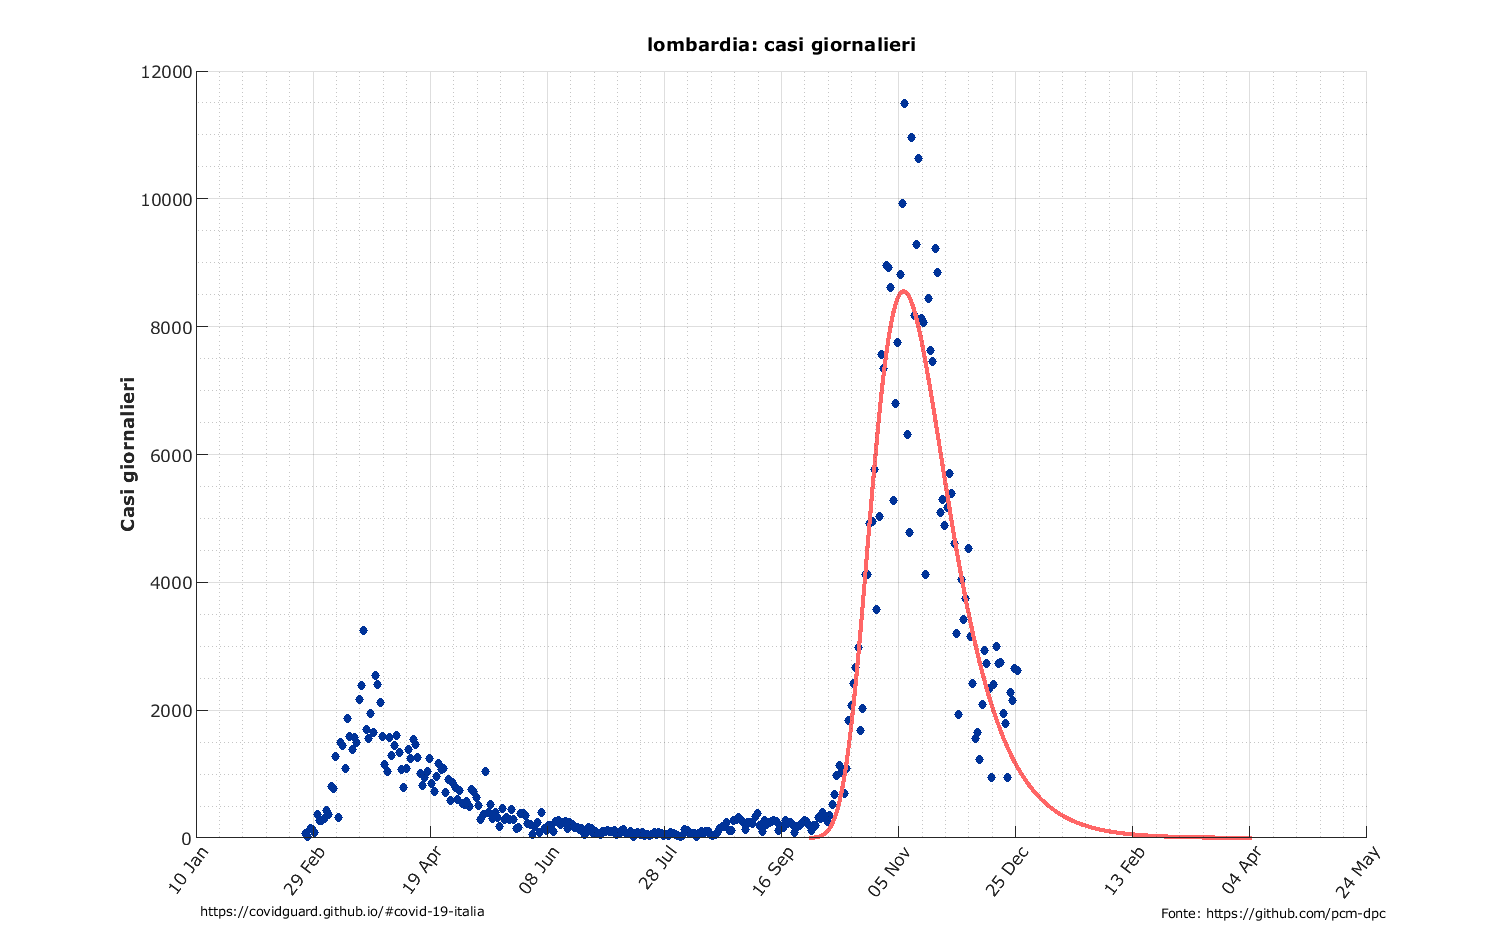 lombardia: casi giornalieri
Casi giornalieri
12000
10000
8000
6000
4000
2000
0
10 Jan
29 Feb
19 Apr
08 Jun
28 Jul
16 Sep
05 Nov
25 Dec
13 Feb
04 Apr
24 May
https://covidguard.github.io/#covid-19-italia
Fonte: https://github.com/pcm-dpc